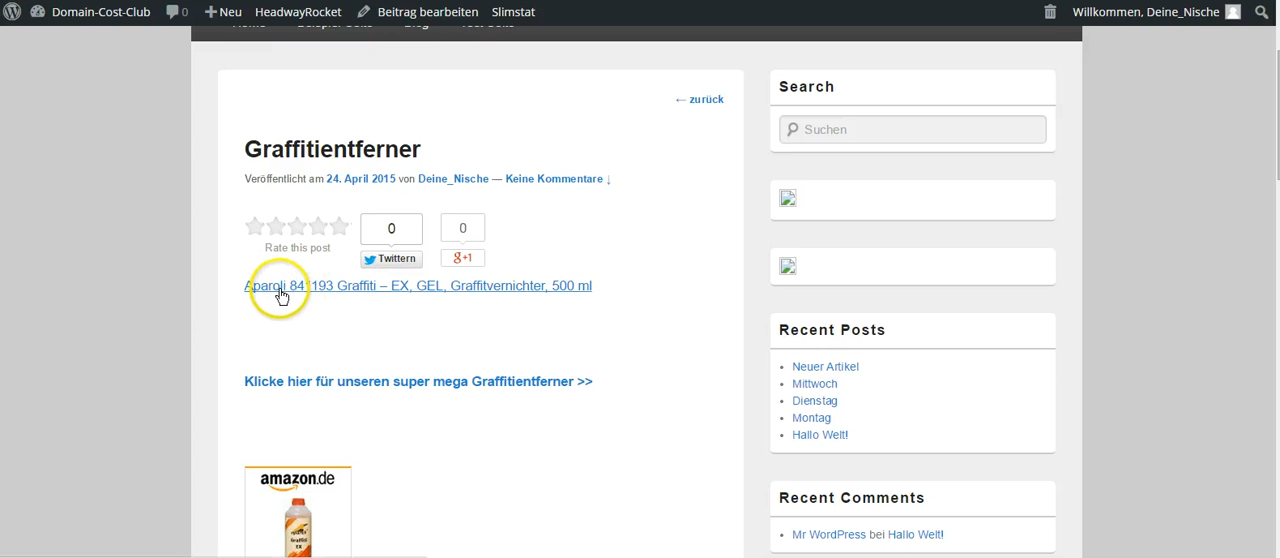 Domain-Cost-Club 0 Neu HeadwayRocket Beitrag bearbeiten Slimstat Willkommen, Deine_Nische
← zurück
Graffitientferner
Veröffentlicht am 24. April 2015 von Deine_Nische — Keine Kommentare ↓
Rate this post
0
Twittern
0
g+1
Aparoli 841193 Graffiti – EX, GEL, Graffitvernichter, 500 ml
Klicke hier für unseren super mega Graffitientferner >>
amazon.de
Search
Suchen
Recent Posts
Neuer Artikel
Mittwoch
Dienstag
Montag
Hallo Welt!
Recent Comments
Mr WordPress bei Hallo Welt!